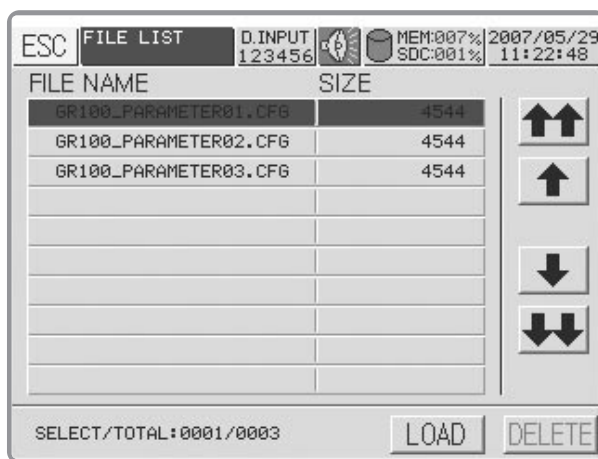 ESC FILE LIST D.INPUT 123456 MEM:007% SDC:001% 2007/05/29 11:22:48
FILE NAME SIZE
GR100_PARAMETER01.CFG 4544
GR100_PARAMETER02.CFG 4544
GR100_PARAMETER03.CFG 4544
SELECT/TOTAL:0001/0003 LOAD DELETE